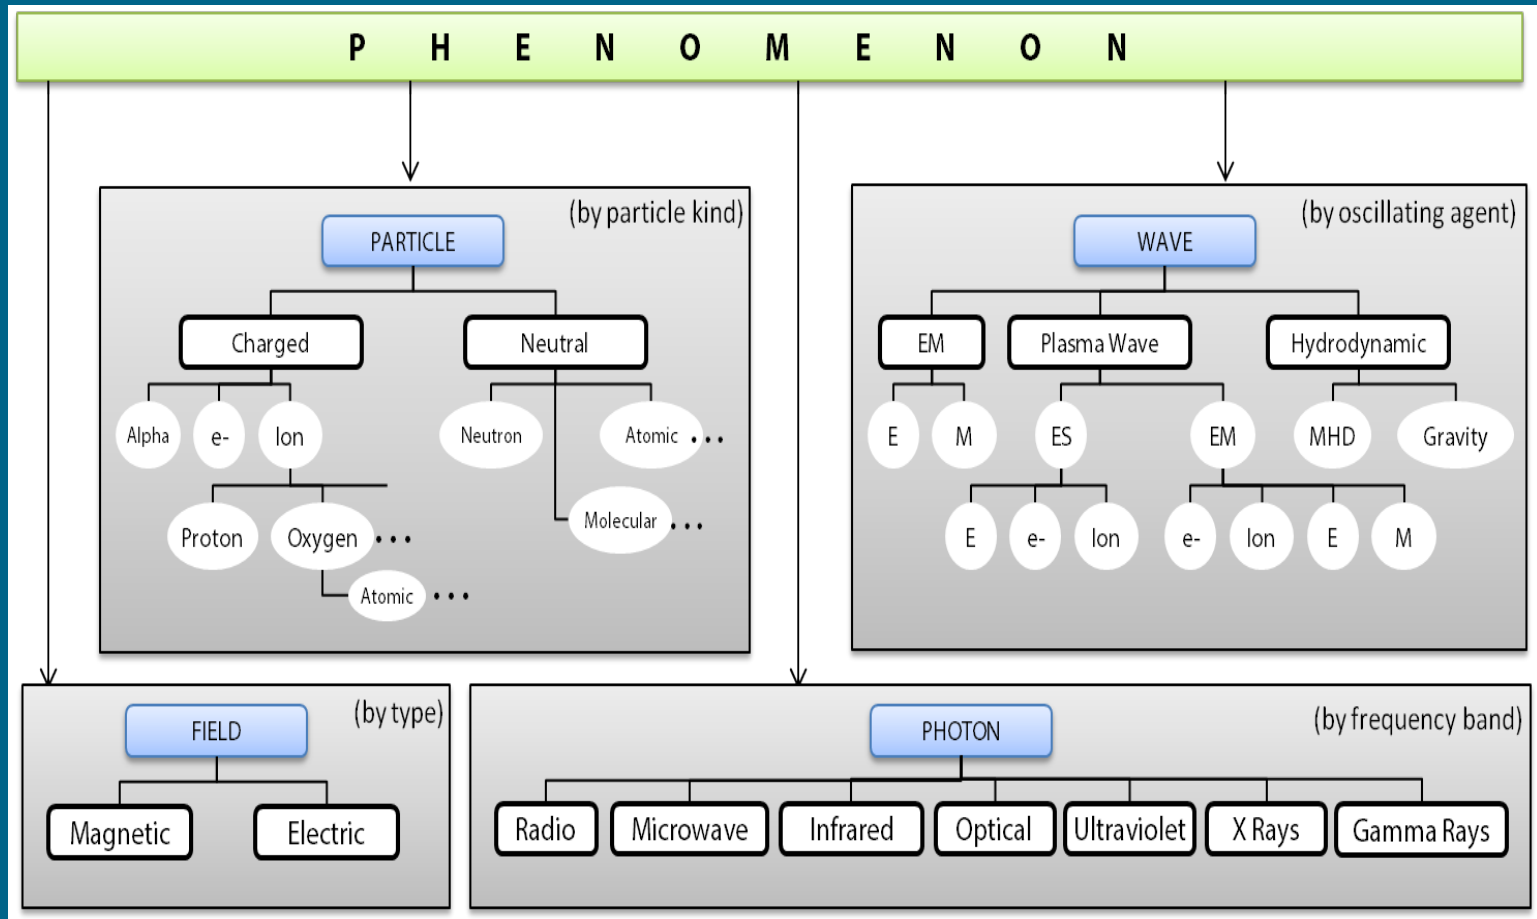 P H E N O M E N O N
(by particle kind)
PARTICLE
Charged
Neutral
Alpha
e-
Ion
Neutron
Atomic ...
Proton
Oxygen ...
Molecular ...
Atomic ...
(by oscillating agent)
WAVE
EM
Plasma Wave
Hydrodynamic
E
M
ES
EM
MHD
Gravity
E
e-
Ion
e-
Ion
E
M
(by type)
FIELD
Magnetic
Electric
(by frequency band)
PHOTON
Radio
Microwave
Infrared
Optical
Ultraviolet
X Rays
Gamma Rays